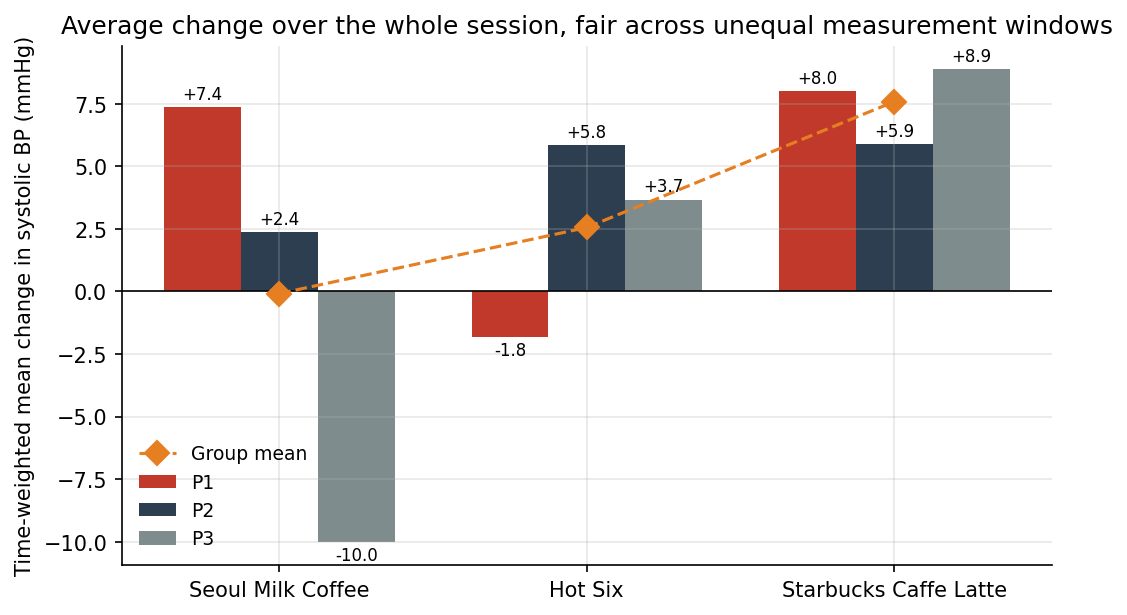 Average change over the whole session, fair across unequal measurement windows
Time-weighted mean change in systolic BP (mmHg)
7.5
5.0
2.5
0.0
−2.5
−5.0
−7.5
−10.0
+7.4
+2.4
-10.0
-1.8
+5.8
+3.7
+8.0
+5.9
+8.9
Group mean
P1
P2
P3
Seoul Milk Coffee
Hot Six
Starbucks Caffe Latte